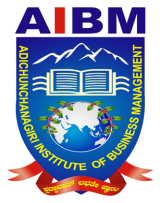 AIBM
ADICHUNCHANAGIRI INSTITUTE OF BUSINESS MANAGEMENT